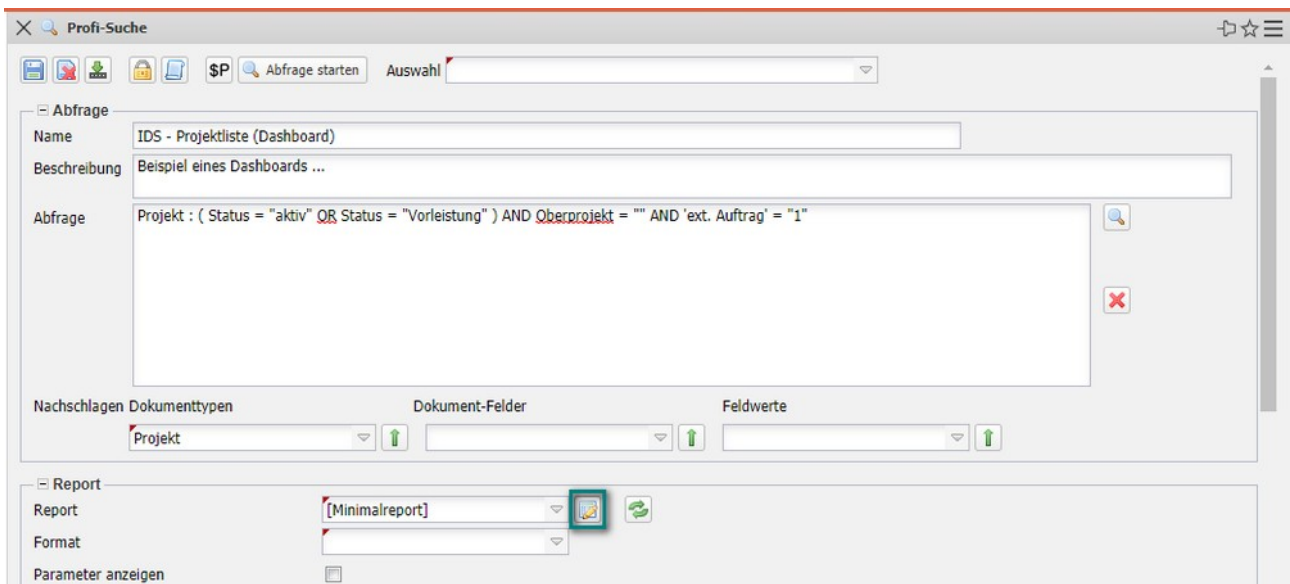 Profi-Suche
$P Abfrage starten Auswahl
Abfrage
Name IDS - Projektliste (Dashboard)
Beschreibung Beispiel eines Dashboards ...
Abfrage Projekt : ( Status = "aktiv" OR Status = "Vorleistung" ) AND Oberprojekt = "" AND 'ext. Auftrag' = "1"
Nachschlagen Dokumenttypen Dokument-Felder Feldwerte
Projekt
Report
Report [Minimalreport]
Format
Parameter anzeigen